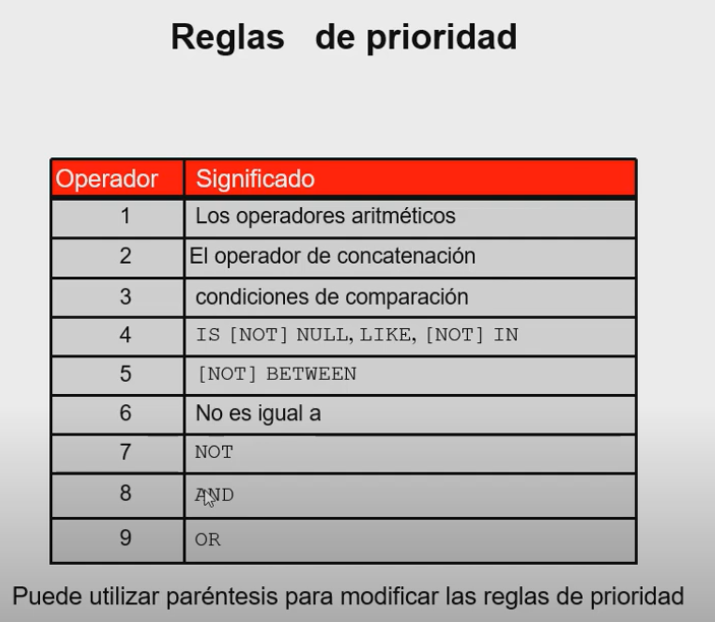 Reglas de prioridad
Operador Significado
1 Los operadores aritméticos
2 El operador de concatenación
3 condiciones de comparación
4 IS [NOT] NULL, LIKE, [NOT] IN
5 [NOT] BETWEEN
6 No es igual a
7 NOT
8 AND
9 OR
Puede utilizar paréntesis para modificar las reglas de prioridad